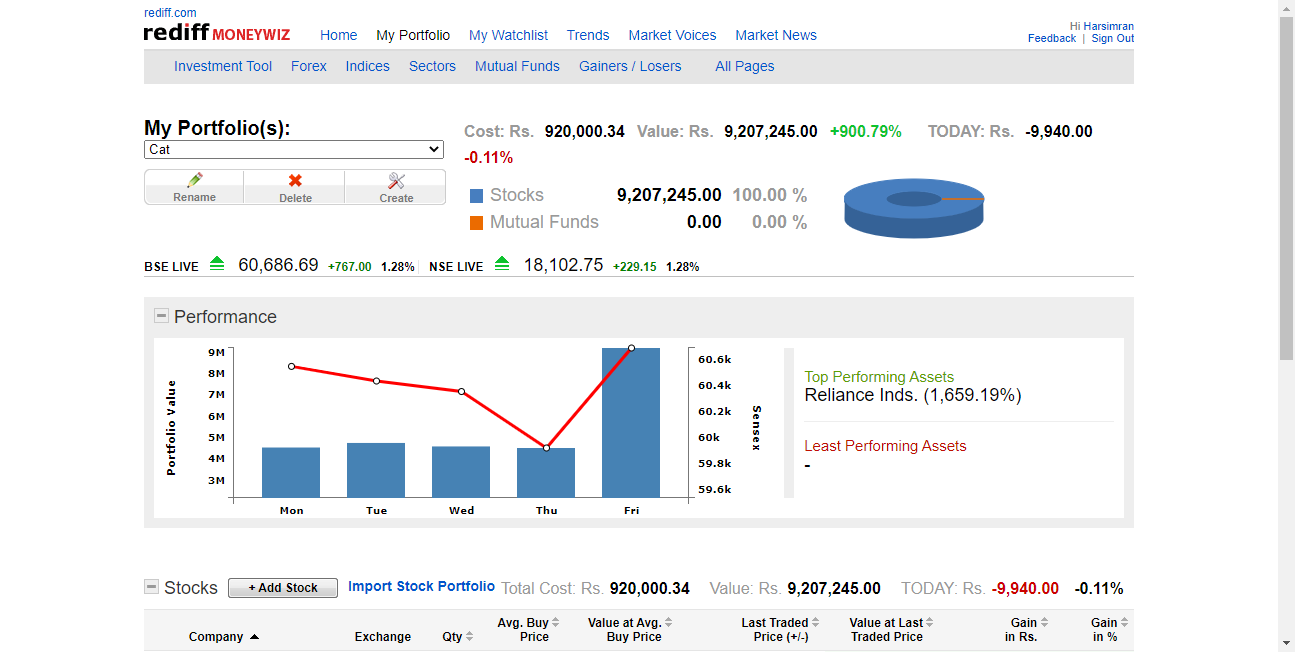 rediff.com
rediff MONEYWIZ
Home My Portfolio My Watchlist Trends Market Voices Market News
Hi Harsimran
Feedback | Sign Out
Investment Tool Forex Indices Sectors Mutual Funds Gainers / Losers All Pages
My Portfolio(s):
Cat
Rename Delete Create
Cost: Rs. 920,000.34 Value: Rs. 9,207,245.00 +900.79% TODAY: Rs. -9,940.00
-0.11%
Stocks 9,207,245.00 100.00 %
Mutual Funds 0.00 0.00 %
BSE LIVE 60,686.69 +767.00 1.28% NSE LIVE 18,102.75 +229.15 1.28%
Performance
Portfolio Value
9M
8M
7M
6M
5M
4M
3M
Mon Tue Wed Thu Fri
60.6k
60.4k
60.2k
60k
59.8k
59.6k
Sensex
Top Performing Assets
Reliance Inds. (1,659.19%)
Least Performing Assets
-
Stocks + Add Stock Import Stock Portfolio Total Cost: Rs. 920,000.34 Value: Rs. 9,207,245.00 TODAY: Rs. -9,940.00 -0.11%
Company Exchange Qty
Avg. Buy
Price
Value at Avg.
Buy Price
Last Traded
Price (+/-)
Value at Last
Traded Price
Gain
in Rs.
Gain
in %